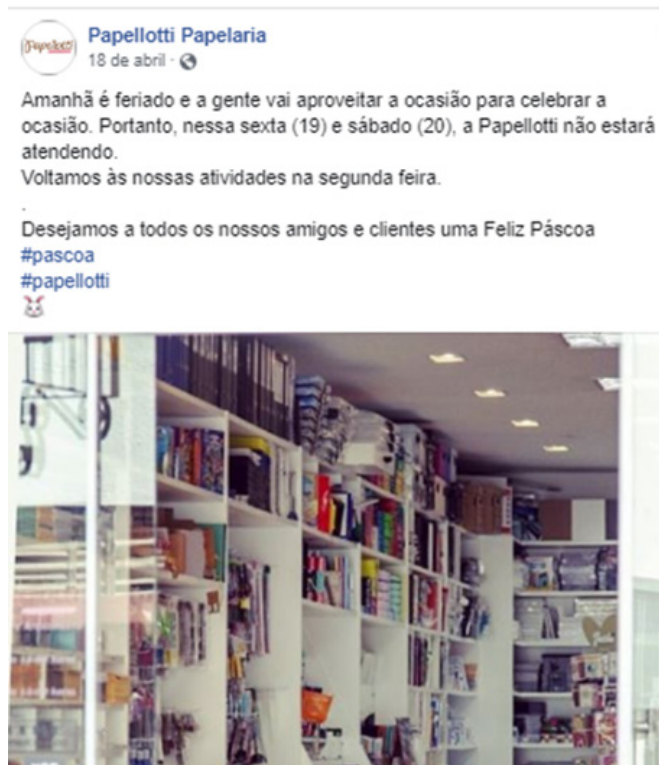 Papellotti Papelaria
18 de abril ·
Amanhã é feriado e a gente vai aproveitar a ocasião para celebrar a
ocasião. Portanto, nessa sexta (19) e sábado (20), a Papellotti não estará
atendendo.
Voltamos às nossas atividades na segunda feira.
.
Desejamos a todos os nossos amigos e clientes uma Feliz Páscoa
#pascoa
#papellotti